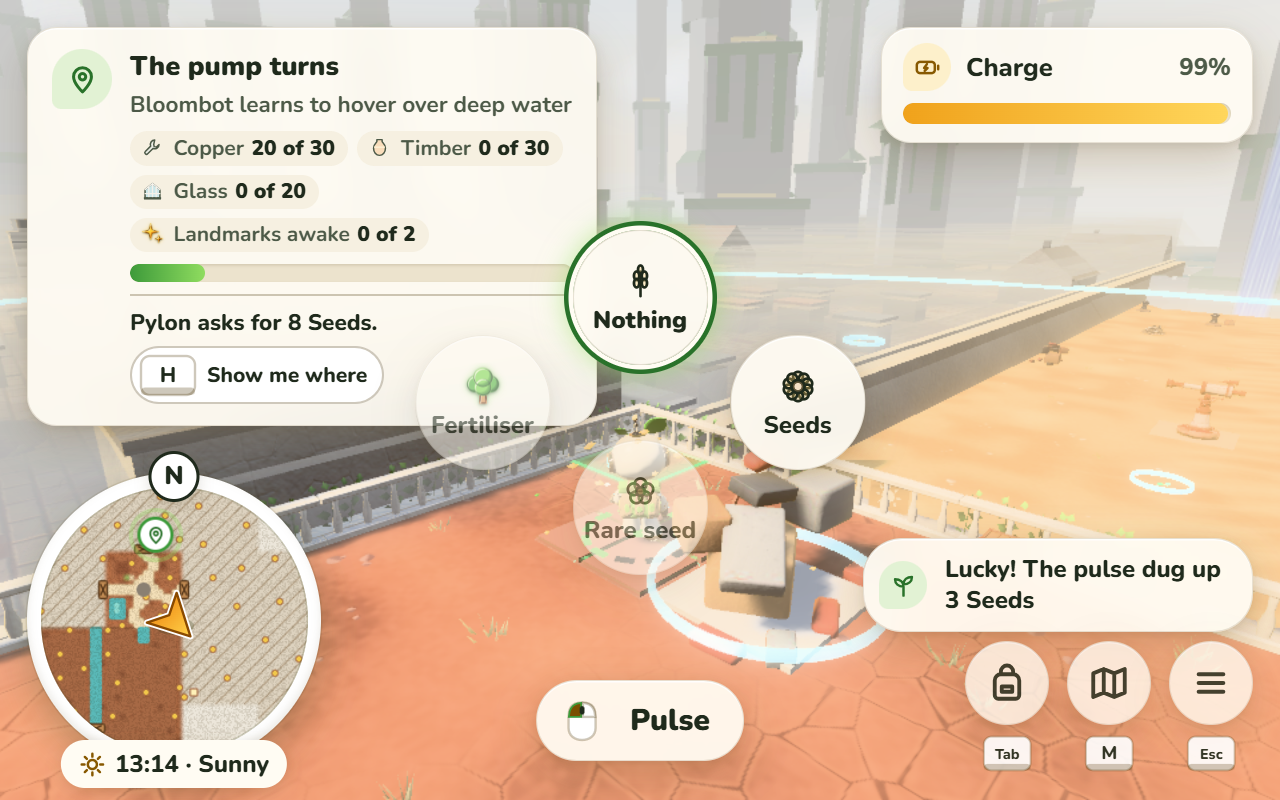 The pump turns
Bloombot learns to hover over deep water
Copper 20 of 30
Timber 0 of 30
Glass 0 of 20
Landmarks awake 0 of 2
Pylon asks for 8 Seeds.
H Show me where
Charge 99%
Nothing
Fertiliser
Seeds
Rare seed
N
Lucky! The pulse dug up
3 Seeds
Pulse
13:14 · Sunny
Tab
M
Esc